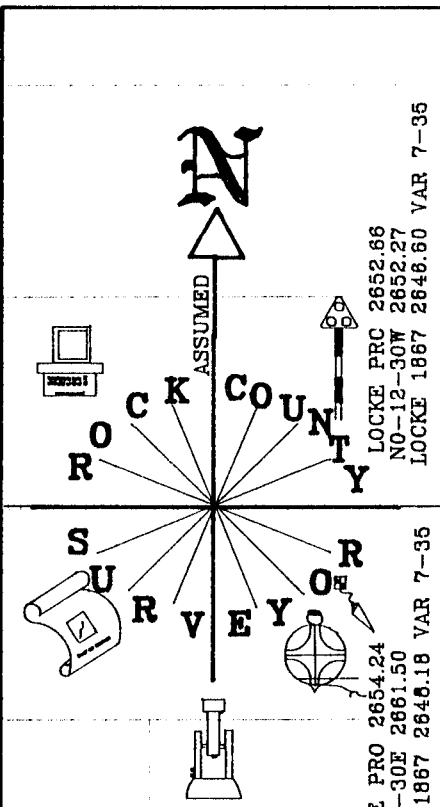 N
ASSUMED
ROCK COUNTY
SURVEYOR
LOCKE PRC 2652.66
N0-12-30W 2652.27
LOCKE 1867 2646.60 VAR 7-35
PRO 2654.24
-30E 2661.50
1867 2648.18 VAR 7-35